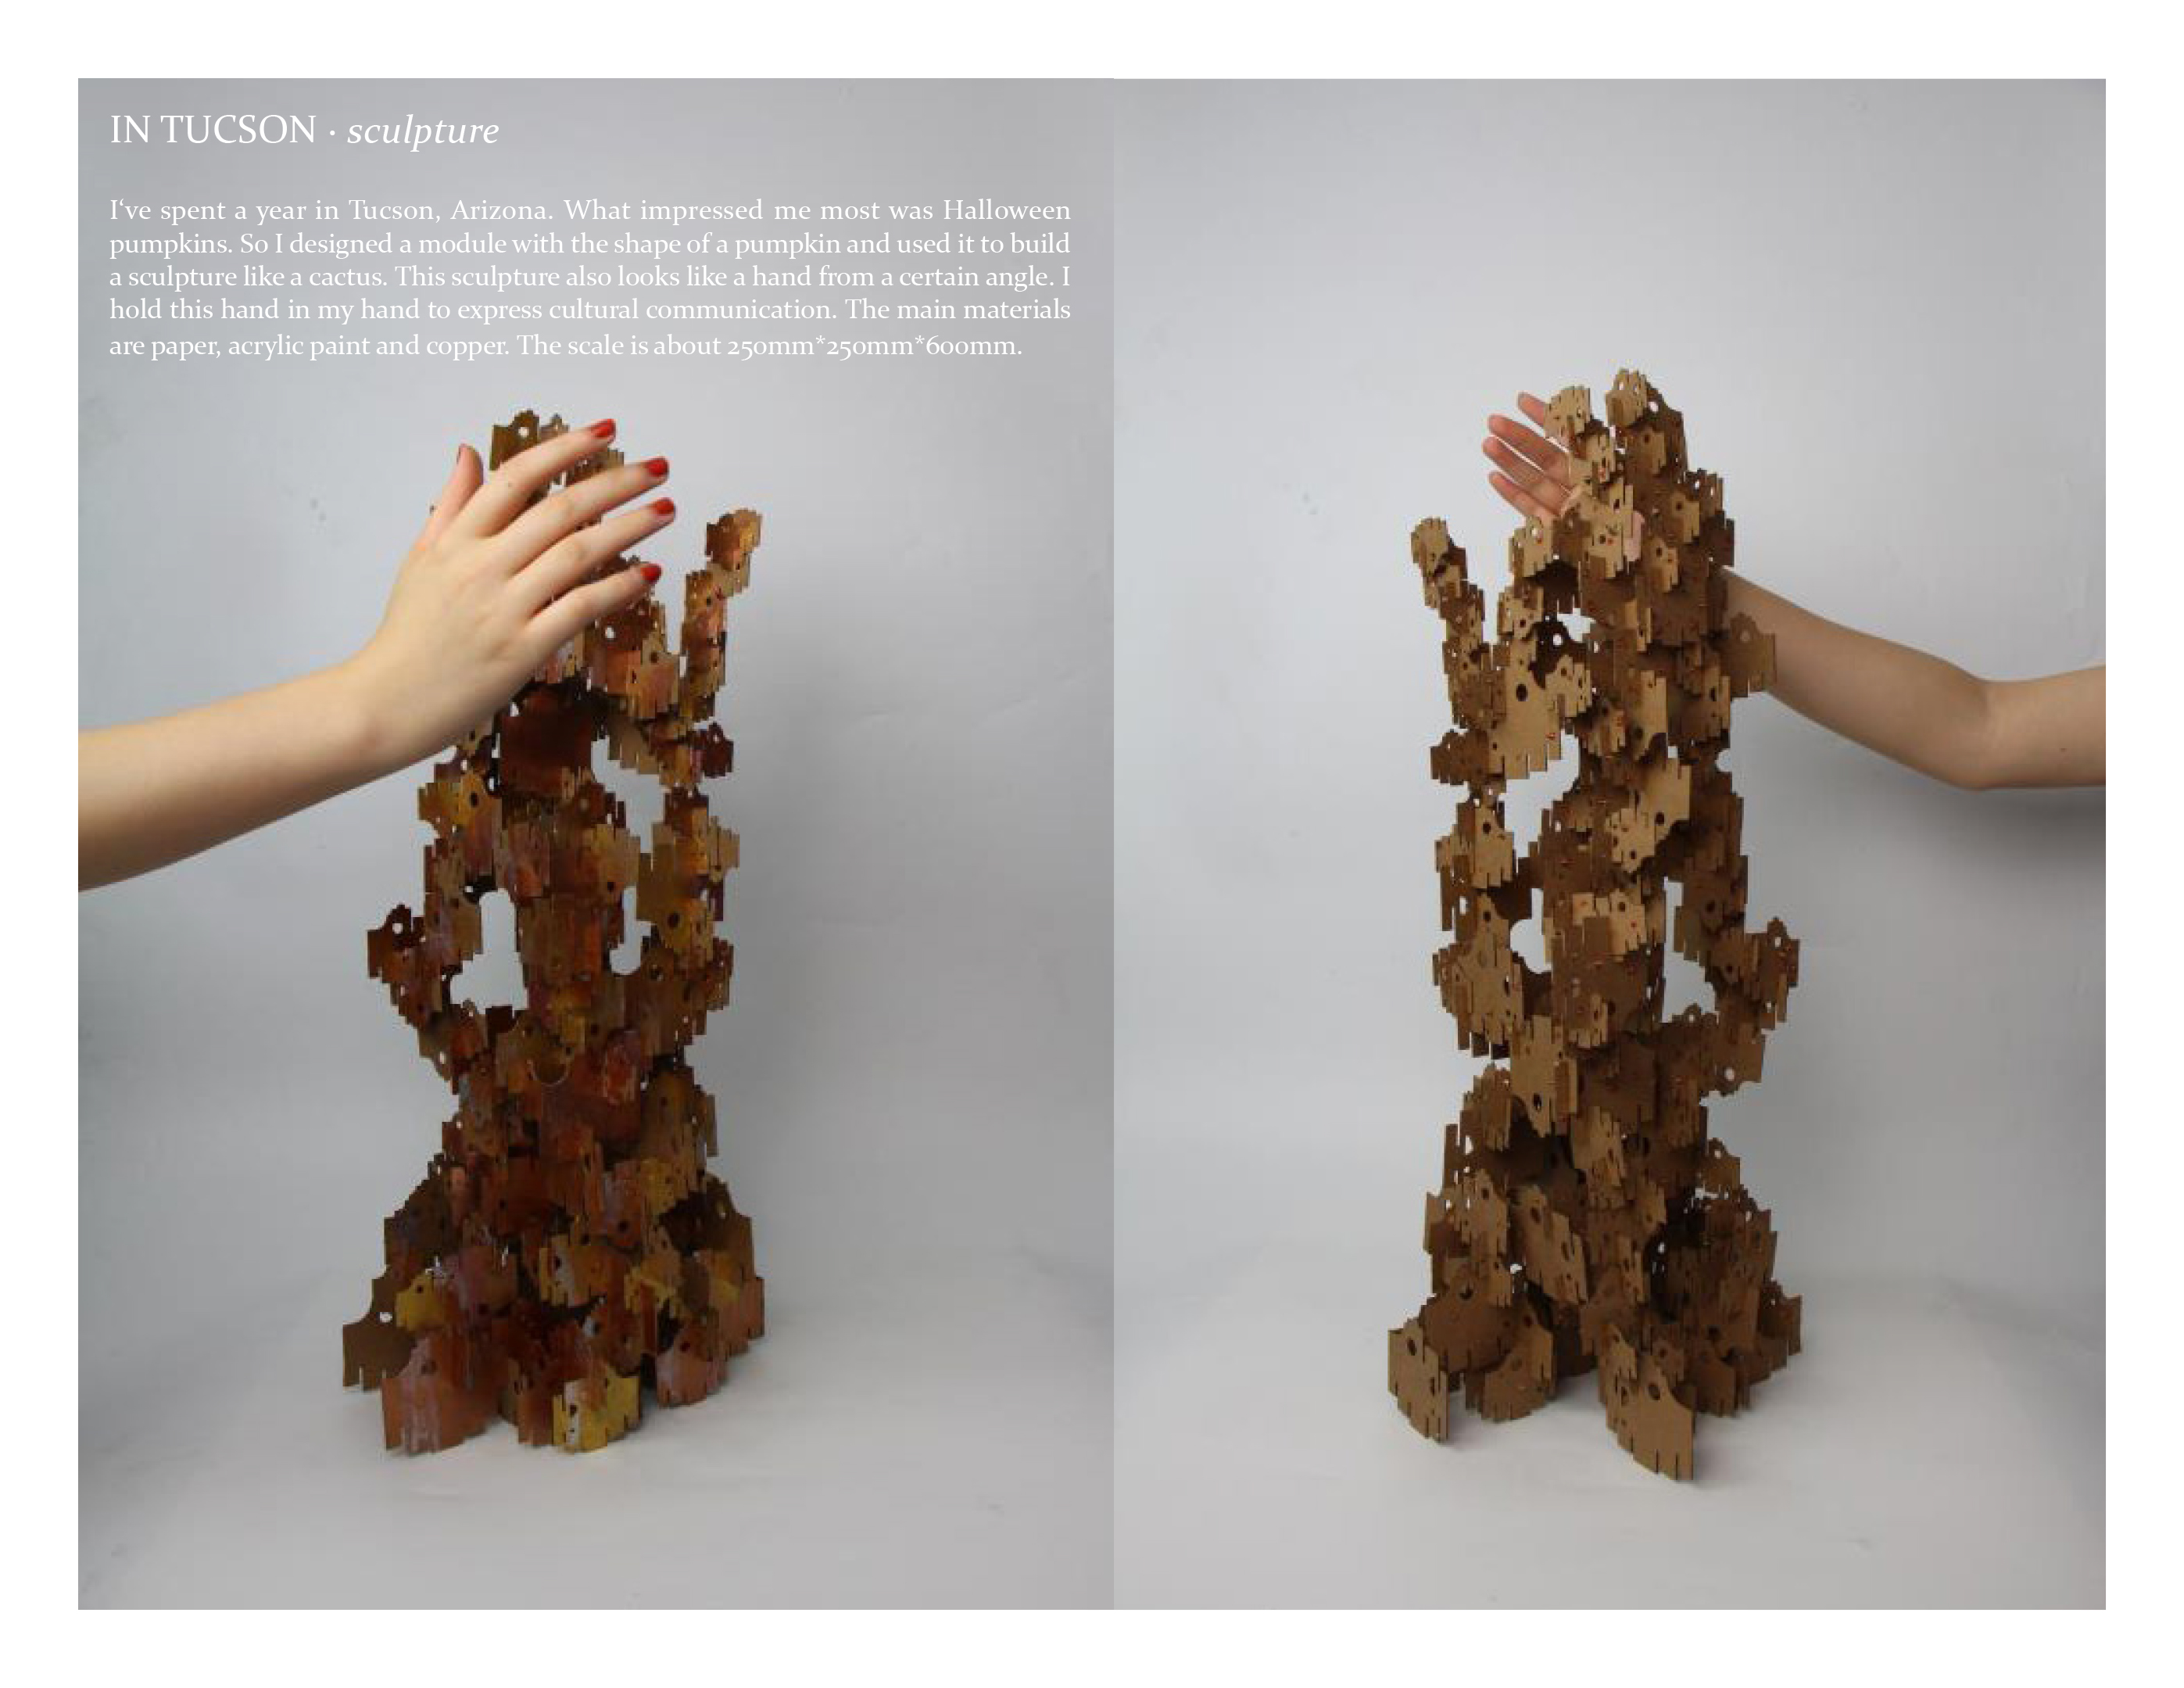 IN TUCSON · sculpture
I‘ve spent a year in Tucson, Arizona. What impressed me most was Halloween
pumpkins. So I designed a module with the shape of a pumpkin and used it to build
a sculpture like a cactus. This sculpture also looks like a hand from a certain angle. I
hold this hand in my hand to express cultural communication. The main materials
are paper, acrylic paint and copper. The scale is about 250mm*250mm*600mm.